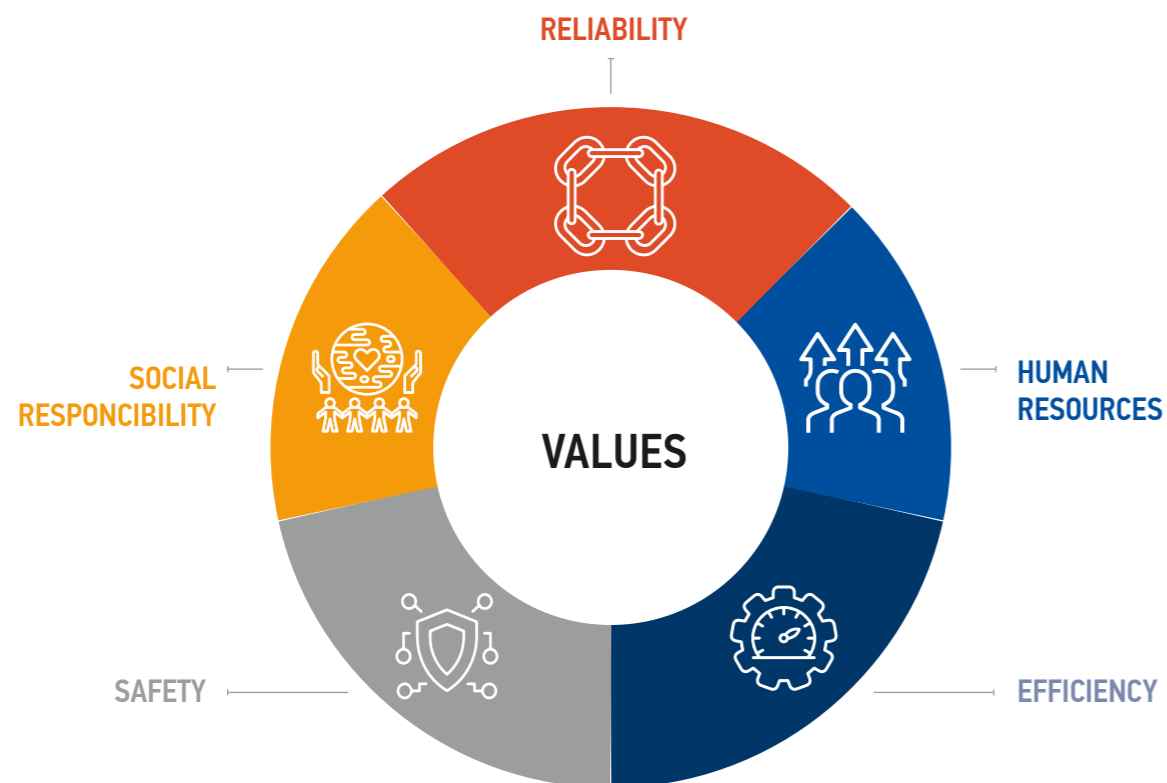 RELIABILITY
SOCIAL
RESPONCIBILITY
HUMAN
RESOURCES
VALUES
SAFETY
EFFICIENCY